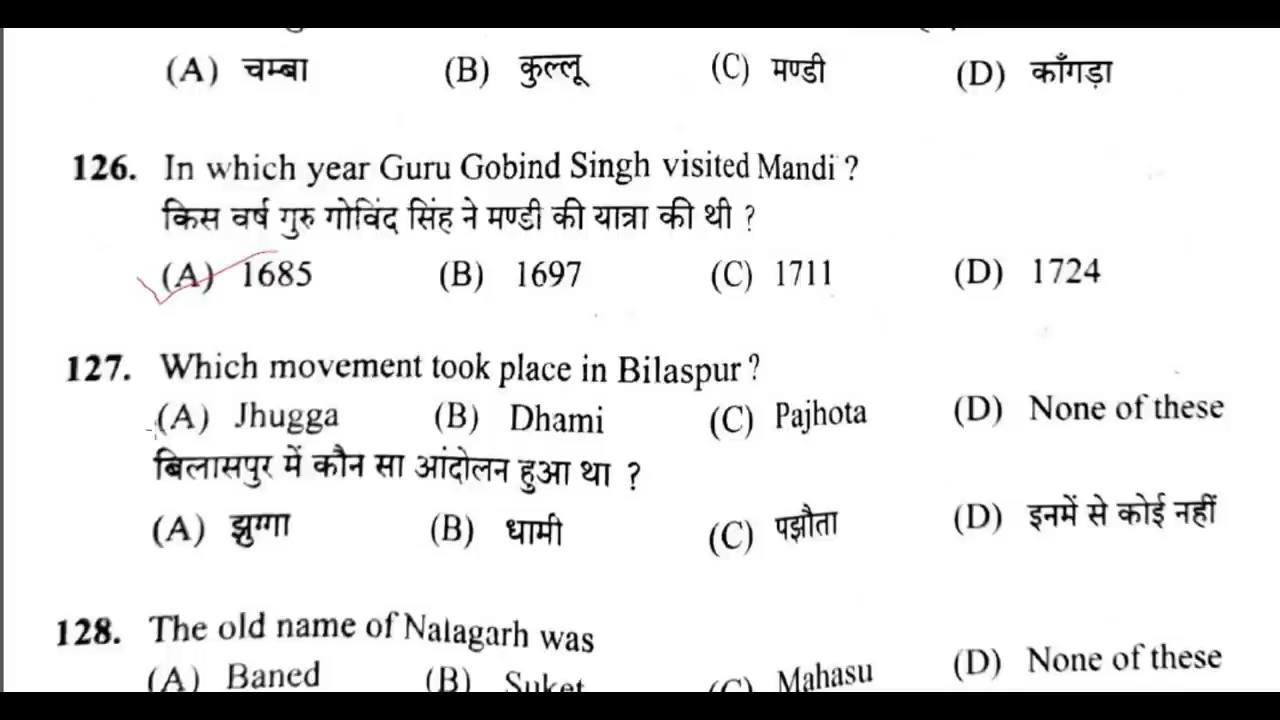 (A) चम्बा (B) कुल्लू (C) मण्डी (D) काँगड़ा
126. In which year Guru Gobind Singh visited Mandi ?
किस वर्ष गुरु गोविंद सिंह ने मण्डी की यात्रा की थी ?
(A) 1685 (B) 1697 (C) 1711 (D) 1724
127. Which movement took place in Bilaspur ?
(A) Jhugga (B) Dhami (C) Pajhota (D) None of these
बिलासपुर में कौन सा आंदोलन हुआ था ?
(A) झुग्गा (B) धामी (C) पझौता (D) इनमें से कोई नहीं
128. The old name of Nalagarh was
(A) Baned (B) Suket (C) Mahasu (D) None of these